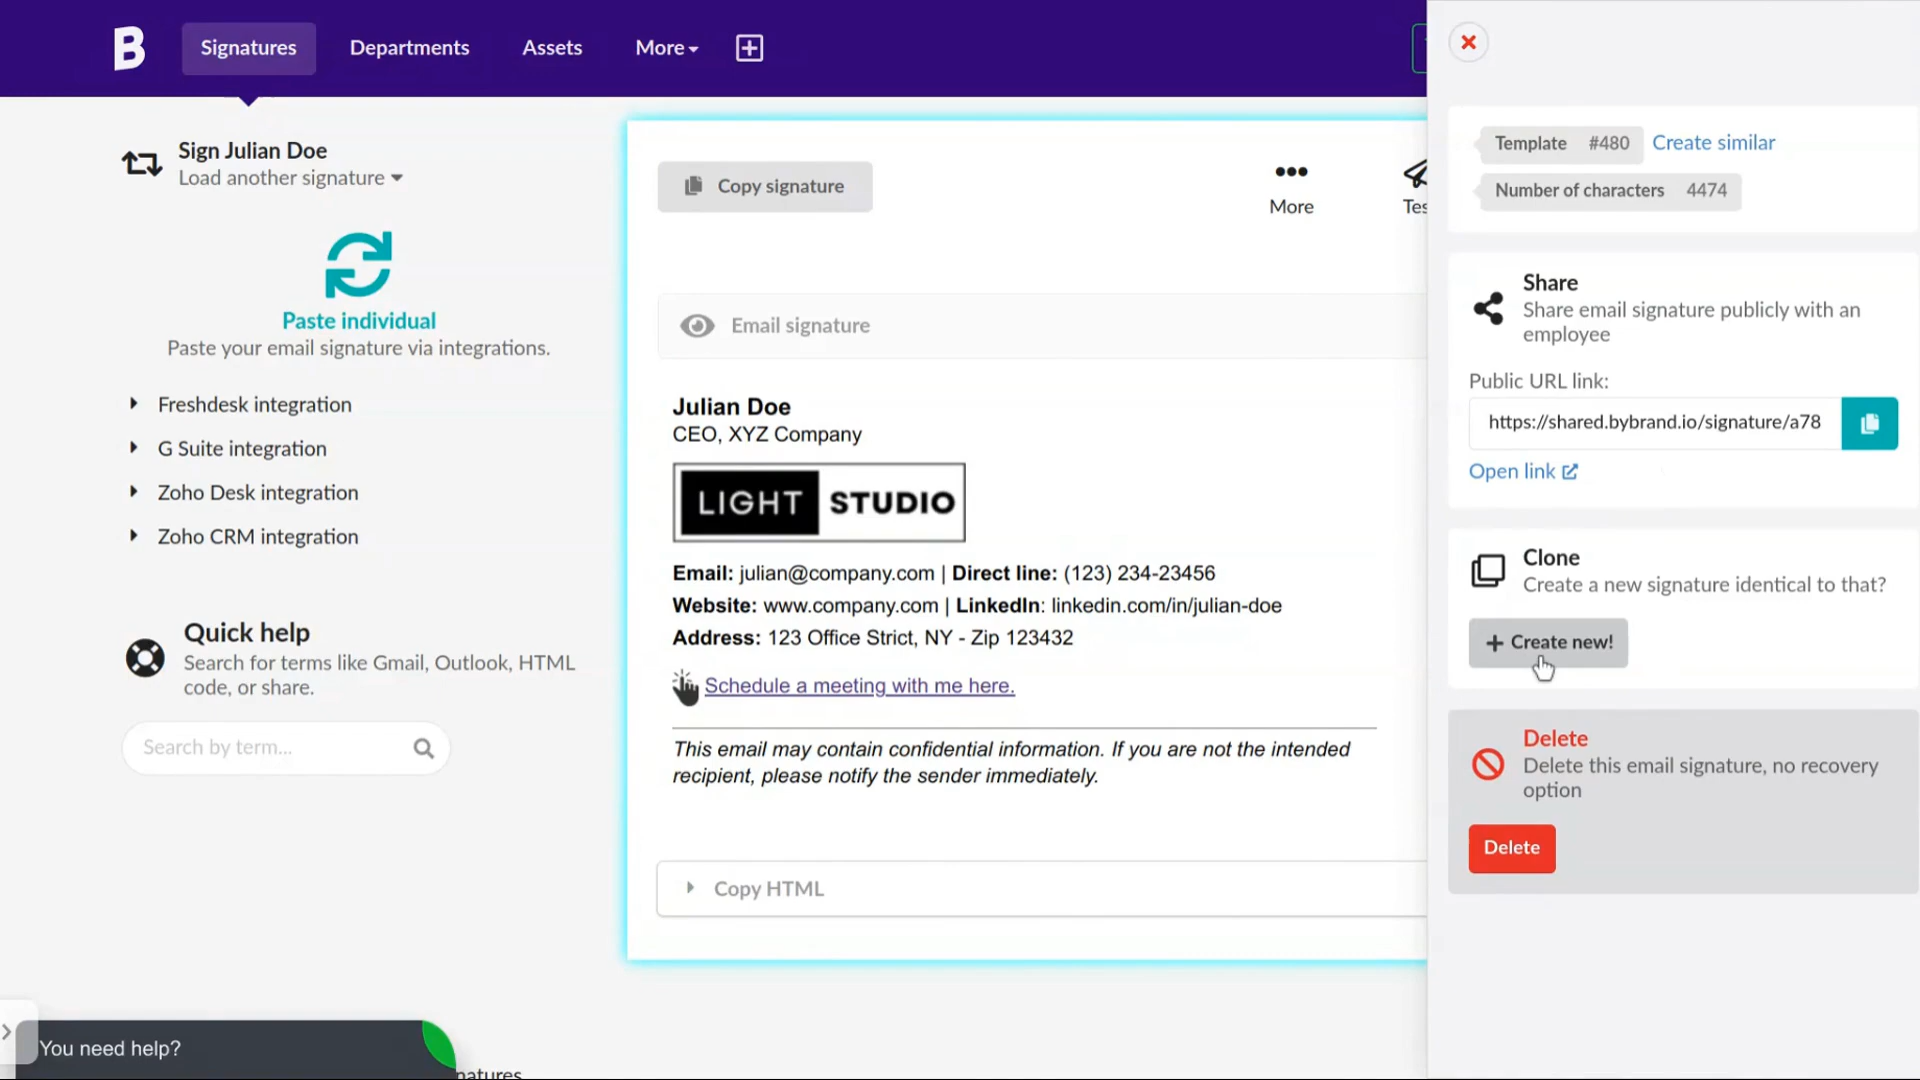 B
Signatures
Departments
Assets
More
Sign Julian Doe
Load another signature
Paste individual
Paste your email signature via integrations.
Freshdesk integration
G Suite integration
Zoho Desk integration
Zoho CRM integration
Quick help
Search for terms like Gmail, Outlook, HTML
code, or share.
Search by term...
You need help?
Copy signature
More
Email signature
Julian Doe
CEO, XYZ Company
LIGHT STUDIO
Email: julian@company.com | Direct line: (123) 234-23456
Website: www.company.com | LinkedIn: linkedin.com/in/julian-doe
Address: 123 Office Strict, NY - Zip 123432
Schedule a meeting with me here.
This email may contain confidential information. If you are not the intended
recipient, please notify the sender immediately.
Copy HTML
Template #480 Create similar
Number of characters 4474
Share
Share email signature publicly with an
employee
Public URL link:
https://shared.bybrand.io/signature/a78
Open link
Clone
Create a new signature identical to that?
+ Create new!
Delete
Delete this email signature, no recovery
option
Delete